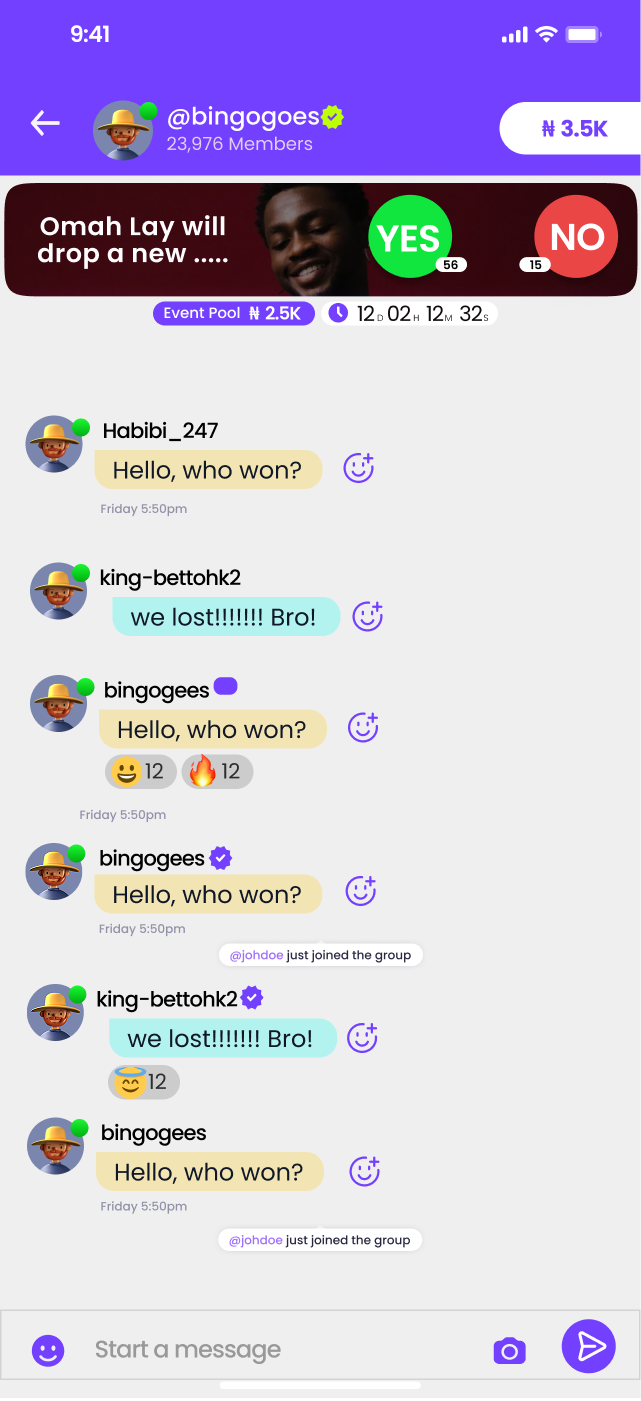 9:41
@bingogoes
23,976 Members
₦ 3.5K
Omah Lay will
drop a new .....
YES
56
NO
15
Event Pool ₦ 2.5K
12D 02H 12M 32S
Habibi_247
Hello, who won?
Friday 5:50pm
king-bettohk2
we lost!!!!!!! Bro!
bingogees
Hello, who won?
12
12
Friday 5:50pm
bingogees
Hello, who won?
Friday 5:50pm
@johdoe just joined the group
king-bettohk2
we lost!!!!!!! Bro!
12
bingogees
Hello, who won?
Friday 5:50pm
@johdoe just joined the group
Start a message